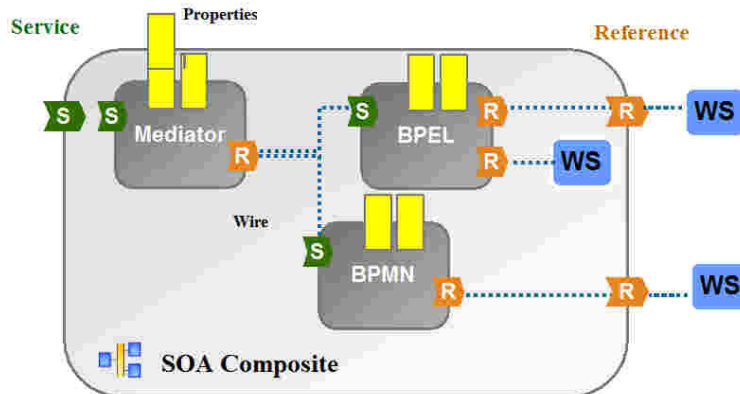 Properties
Service
Reference
S
S
Mediator
R
S
BPEL
R
R
WS
R
WS
Wire
S
BPMN
R
R
WS
SOA Composite